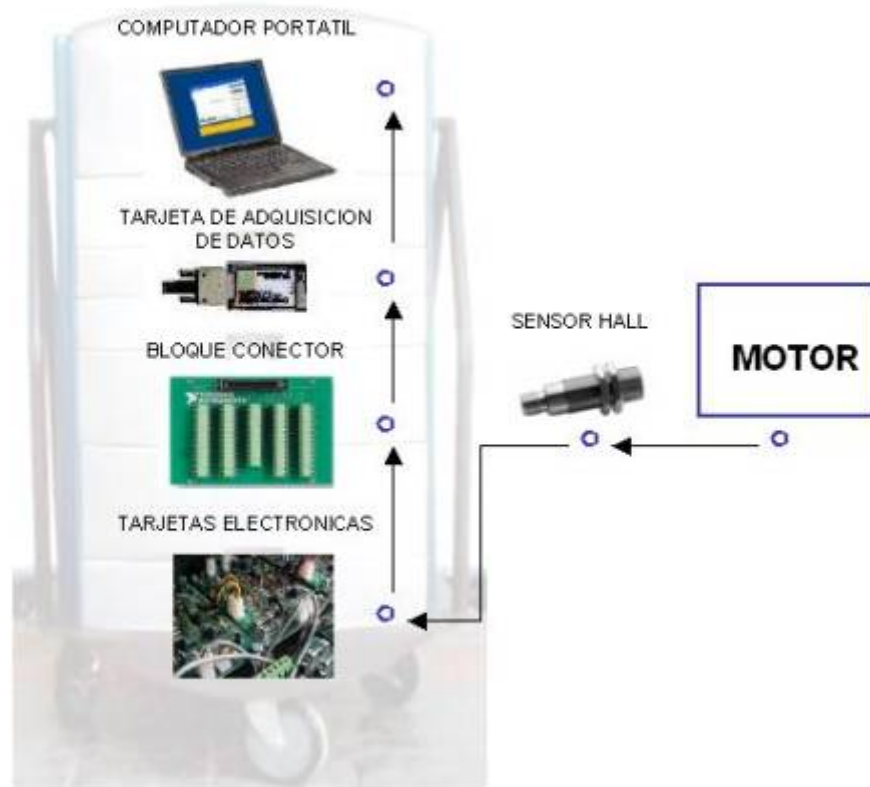 COMPUTADOR PORTATIL
TARJETA DE ADQUISICION
DE DATOS
SENSOR HALL
MOTOR
BLOQUE CONECTOR
TARJETAS ELECTRONICAS